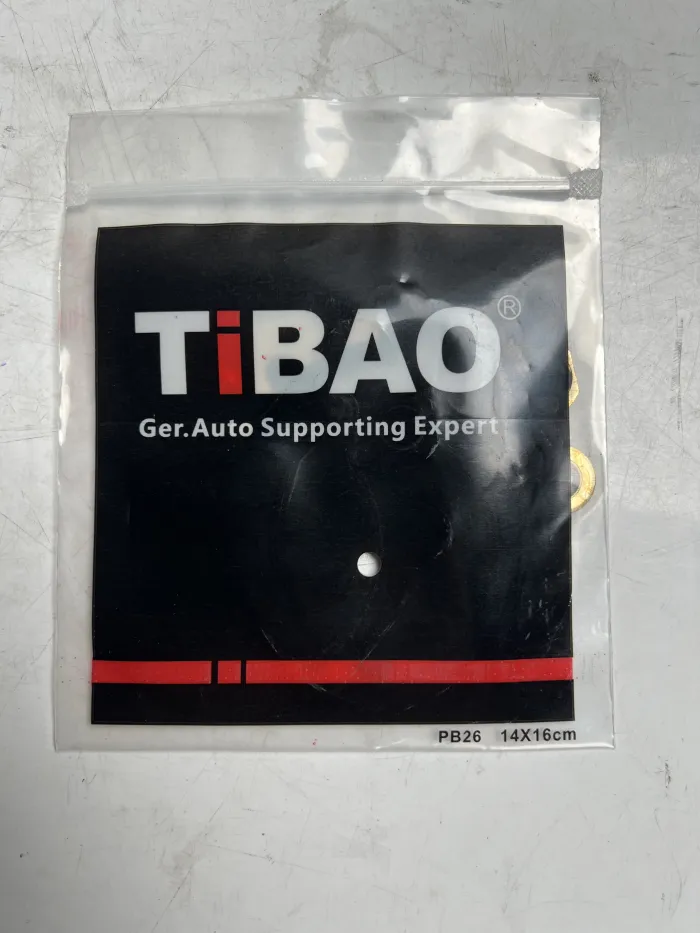 TiBAO®
Ger.Auto Supporting Expert
PB26 14X16cm